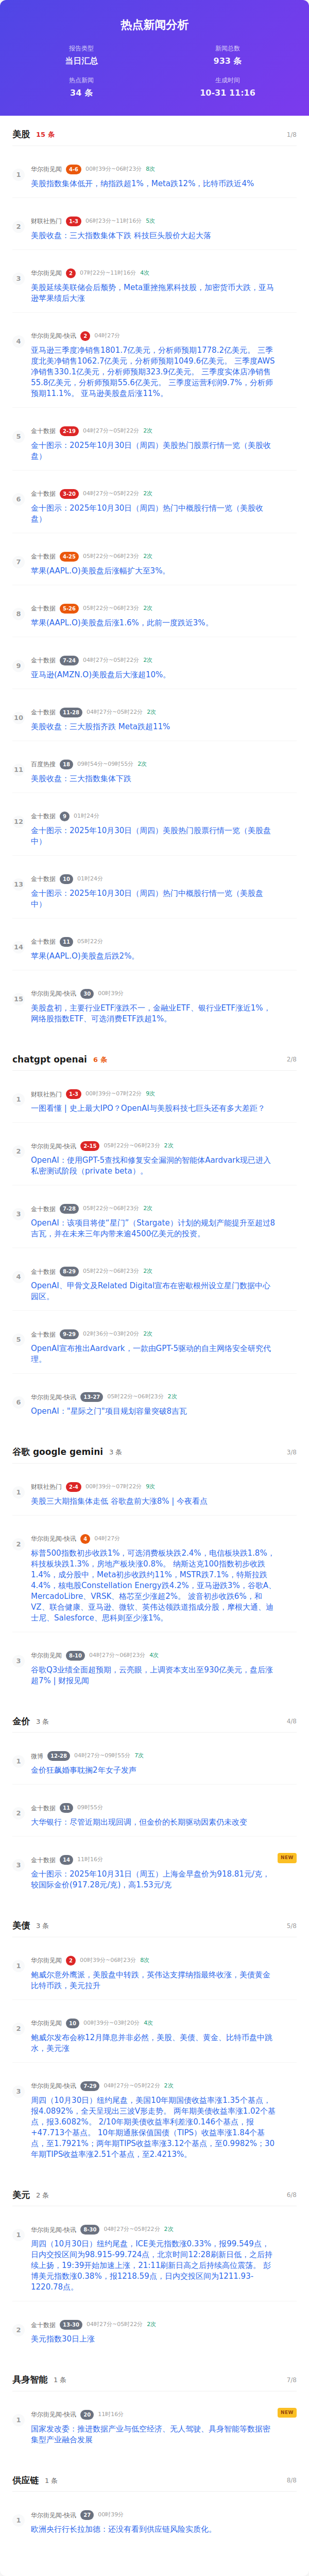 热点新闻分析
报告类型
当日汇总
新闻总数
933 条
热点新闻
34 条
生成时间
10-31 11:16
美股 15 条 1/8
1
华尔街见闻 4-6 00时39分~06时23分 8次
美股指数集体低开，纳指跌超1%，Meta跌12%，比特币跌近4%
2
财联社热门 1-3 06时23分~11时16分 5次
美股收盘：三大指数集体下跌 科技巨头股价大起大落
3
华尔街见闻 2 07时22分~11时16分 4次
美股延续美联储会后颓势，Meta重挫拖累科技股，加密货币大跌，亚马
逊苹果绩后大涨
4
华尔街见闻-快讯 2 04时27分
亚马逊三季度净销售1801.7亿美元，分析师预期1778.2亿美元。 三季
度北美净销售1062.7亿美元，分析师预期1049.6亿美元。 三季度AWS
净销售330.1亿美元，分析师预期323.9亿美元。 三季度实体店净销售
55.8亿美元，分析师预期55.6亿美元。 三季度运营利润9.7%，分析师
预期11.1%。 亚马逊美股盘后涨11%。
5
金十数据 2-19 04时27分~05时22分 2次
金十图示：2025年10月30日（周四）美股热门股票行情一览（美股收
盘）
6
金十数据 3-20 04时27分~05时22分 2次
金十图示：2025年10月30日（周四）热门中概股行情一览（美股收
盘）
7
金十数据 4-25 05时22分~06时23分 2次
苹果(AAPL.O)美股盘后涨幅扩大至3%。
8
金十数据 5-26 05时22分~06时23分 2次
苹果(AAPL.O)美股盘后涨1.6%，此前一度跌近3%。
9
金十数据 7-24 04时27分~05时22分 2次
亚马逊(AMZN.O)美股盘后大涨超10%。
10
金十数据 11-28 04时27分~05时22分 2次
美股收盘：三大股指齐跌 Meta跌超11%
11
百度热搜 18 09时54分~09时55分 2次
美股收盘：三大指数集体下跌
12
金十数据 9 01时24分
金十图示：2025年10月30日（周四）美股热门股票行情一览（美股盘
中）
13
金十数据 10 01时24分
金十图示：2025年10月30日（周四）热门中概股行情一览（美股盘
中）
14
金十数据 11 05时22分
苹果(AAPL.O)美股盘后跌2%。
15
华尔街见闻-快讯 30 00时39分
美股盘初，主要行业ETF涨跌不一，金融业ETF、银行业ETF涨近1%，
网络股指数ETF、可选消费ETF跌超1%。
chatgpt openai 6 条 2/8
1
财联社热门 1-3 00时39分~07时22分 9次
一图看懂 | 史上最大IPO？OpenAI与美股科技七巨头还有多大差距？
2
华尔街见闻-快讯 2-15 05时22分~06时23分 2次
OpenAI：使用GPT-5查找和修复安全漏洞的智能体Aardvark现已进入
私密测试阶段（private beta）。
3
金十数据 7-28 05时22分~06时23分 2次
OpenAI：该项目将使"星门"（Stargate）计划的规划产能提升至超过8
吉瓦，并在未来三年内带来逾4500亿美元的投资。
4
金十数据 8-29 05时22分~06时23分 2次
OpenAI、甲骨文及Related Digital宣布在密歇根州设立星门数据中心
园区。
5
金十数据 9-29 02时36分~03时20分 2次
OpenAI宣布推出Aardvark，一款由GPT-5驱动的自主网络安全研究代
理。
6
华尔街见闻-快讯 13-27 05时22分~06时23分 2次
OpenAI："星际之门"项目规划容量突破8吉瓦
谷歌 google gemini 3 条 3/8
1
财联社热门 2-4 00时39分~07时22分 9次
美股三大期指集体走低 谷歌盘前大涨8% | 今夜看点
2
华尔街见闻-快讯 4 04时27分
标普500指数初步收跌1%，可选消费板块跌2.4%，电信板块跌1.8%，
科技板块跌1.3%，房地产板块涨0.8%。 纳斯达克100指数初步收跌
1.4%，成分股中，Meta初步收跌约11%，MSTR跌7.1%，特斯拉跌
4.4%，核电股Constellation Energy跌4.2%，亚马逊跌3%，谷歌A、
MercadoLibre、VRSK、格芯至少涨超2%。 波音初步收跌6%，和
VZ、联合健康、亚马逊、微软、英伟达领跌道指成分股，摩根大通、迪
士尼、Salesforce、思科则至少涨1%。
3
华尔街见闻 8-10 04时27分~06时23分 4次
谷歌Q3业绩全面超预期，云亮眼，上调资本支出至930亿美元，盘后涨
超7% | 财报见闻
金价 3 条 4/8
1
微博 12-28 04时27分~09时55分 7次
金价狂飙婚事耽搁2年女子发声
2
金十数据 11 09时55分
大华银行：尽管近期出现回调，但金价的长期驱动因素仍未改变
3
金十数据 14 11时16分
NEW
金十图示：2025年10月31日（周五）上海金早盘价为918.81元/克，
较国际金价(917.28元/克)，高1.53元/克
美债 3 条 5/8
1
华尔街见闻 2 00时39分~06时23分 8次
鲍威尔意外鹰派，美股盘中转跌，英伟达支撑纳指最终收涨，美债黄金
比特币跌，美元拉升
2
华尔街见闻 10 00时39分~03时20分 4次
鲍威尔发布会称12月降息并非必然，美股、美债、黄金、比特币盘中跳
水，美元涨
3
华尔街见闻-快讯 7-29 04时27分~05时22分 2次
周四（10月30日）纽约尾盘，美国10年期国债收益率涨1.35个基点，
报4.0892%，全天呈现出三波V形走势。 两年期美债收益率涨1.02个基
点，报3.6082%。 2/10年期美债收益率利差涨0.146个基点，报
+47.713个基点。 10年期通胀保值国债（TIPS）收益率涨1.84个基
点，至1.7921%；两年期TIPS收益率涨3.12个基点，至0.9982%；30
年期TIPS收益率涨2.51个基点，至2.4213%。
美元 2 条 6/8
1
华尔街见闻-快讯 8-30 04时27分~05时22分 2次
周四（10月30日）纽约尾盘，ICE美元指数涨0.33%，报99.549点，
日内交投区间为98.915-99.724点，北京时间12:28刷新日低，之后持
续上扬，19:39开始加速上涨，21:11刷新日高之后持续高位震荡。 彭
博美元指数涨0.38%，报1218.59点，日内交投区间为1211.93-
1220.78点。
2
金十数据 13-30 04时27分~05时22分 2次
美元指数30日上涨
具身智能 1 条 7/8
1
华尔街见闻-快讯 20 11时16分
NEW
国家发改委：推进数据产业与低空经济、无人驾驶、具身智能等数据密
集型产业融合发展
供应链 1 条 8/8
1
华尔街见闻-快讯 27 00时39分
欧洲央行行长拉加德：还没有看到供应链风险实质化。